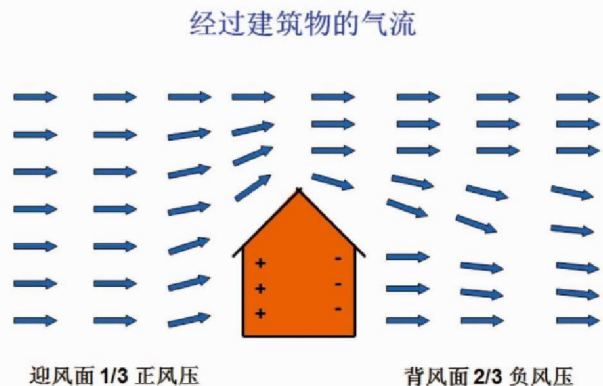 经过建筑物的气流
+ -
+ -
+ -
迎风面 1/3 正风压 背风面 2/3 负风压